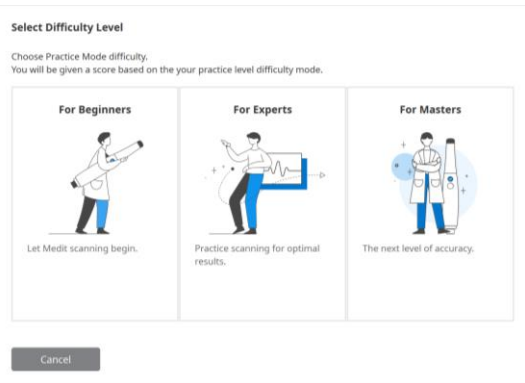 Select Difficulty Level
Choose Practice Mode difficulty.
You will be given a score based on the your practice level difficulty mode.
For Beginners
Let Medit scanning begin.
For Experts
Practice scanning for optimal
results.
For Masters
The next level of accuracy.
Cancel